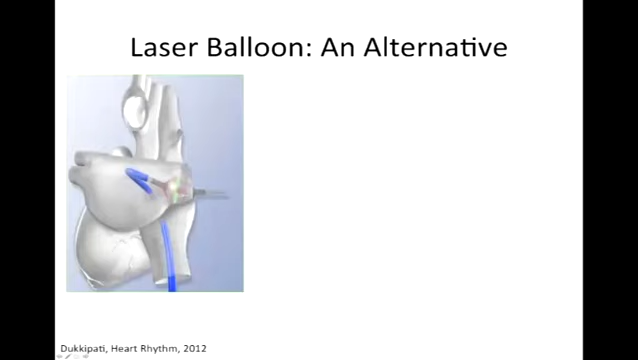 Laser Balloon: An Alternative
Dukkipati, Heart Rhythm, 2012